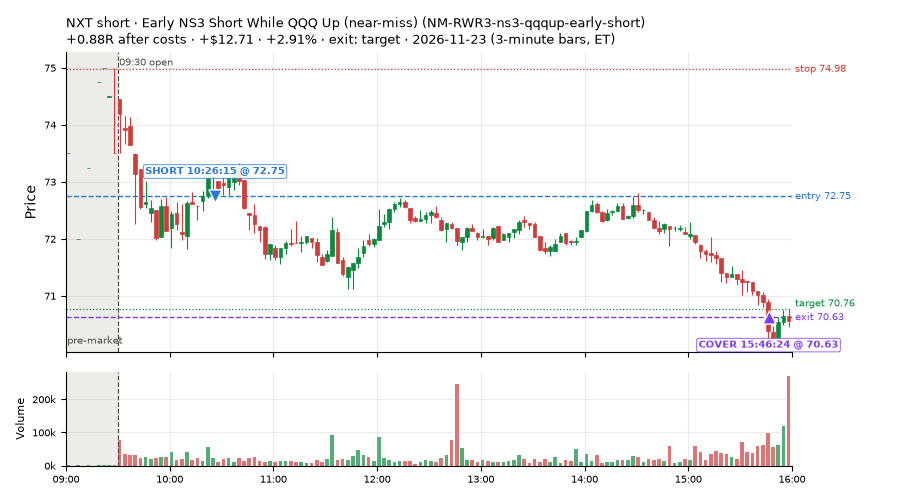 NXT short · Early NS3 Short While QQQ Up (near-miss) (NM-RWR3-ns3-qqqup-early-short)
+0.88R after costs · +$12.71 · +2.91% · exit: target · 2026-11-23 (3-minute bars, ET)
09:30 open
75
stop 74.98
74
SHORT 10:26:15 @ 72.75
73
entry 72.75
Price
72
71
target 70.76
exit 70.63
pre-market
COVER 15:46:24 @ 70.63
Volume
200k
100k
0k
09:00
10:00
11:00
12:00
13:00
14:00
15:00
16:00